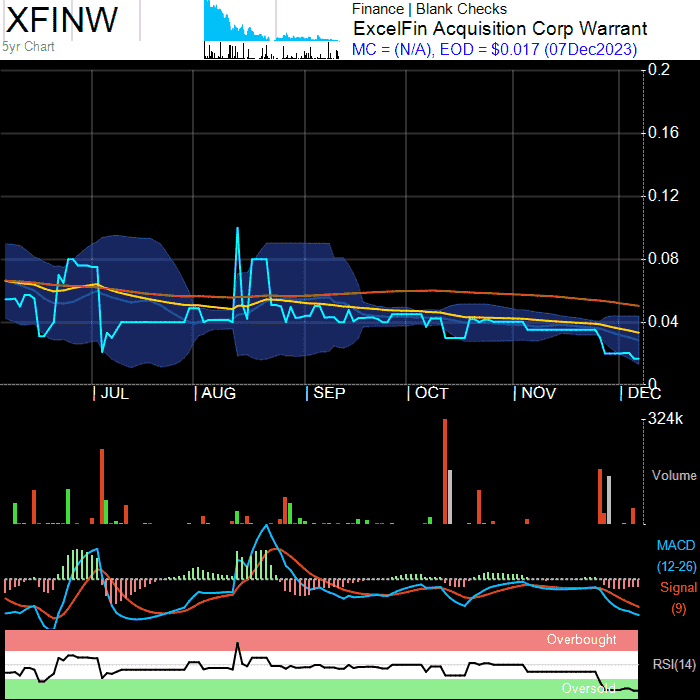 XFINW
5yr Chart
Finance | Blank Checks
ExcelFin Acquisition Corp Warrant
MC = (N/A), EOD = $0.017 (07Dec2023)
0.2
0.16
0.12
0.08
0.04
0
JUL
AUG
SEP
OCT
NOV
DEC
324k
Volume
MACD
(12-26)
Signal
(9)
Overbought
RSI(14)
Oversold